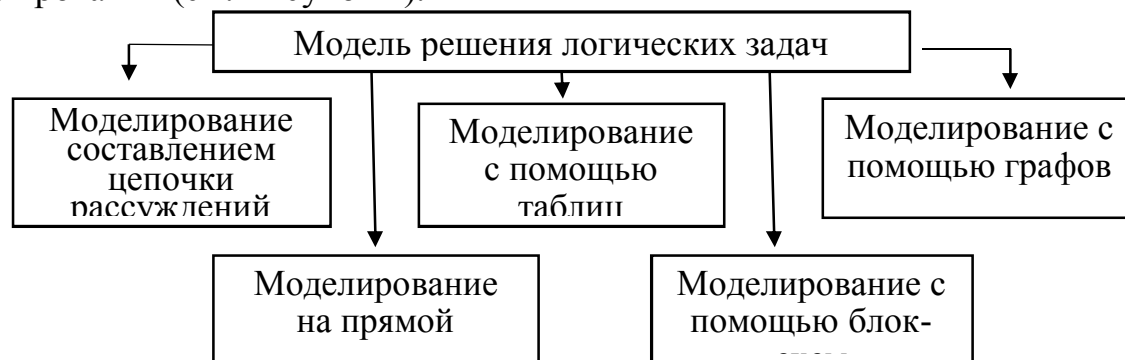 Модель решения логических задач
Моделирование
составлением
цепочки
рассуждений
Моделирование
с помощью
таблиц
Моделирование с
помощью графов
Моделирование
на прямой
Моделирование с
помощью блок-